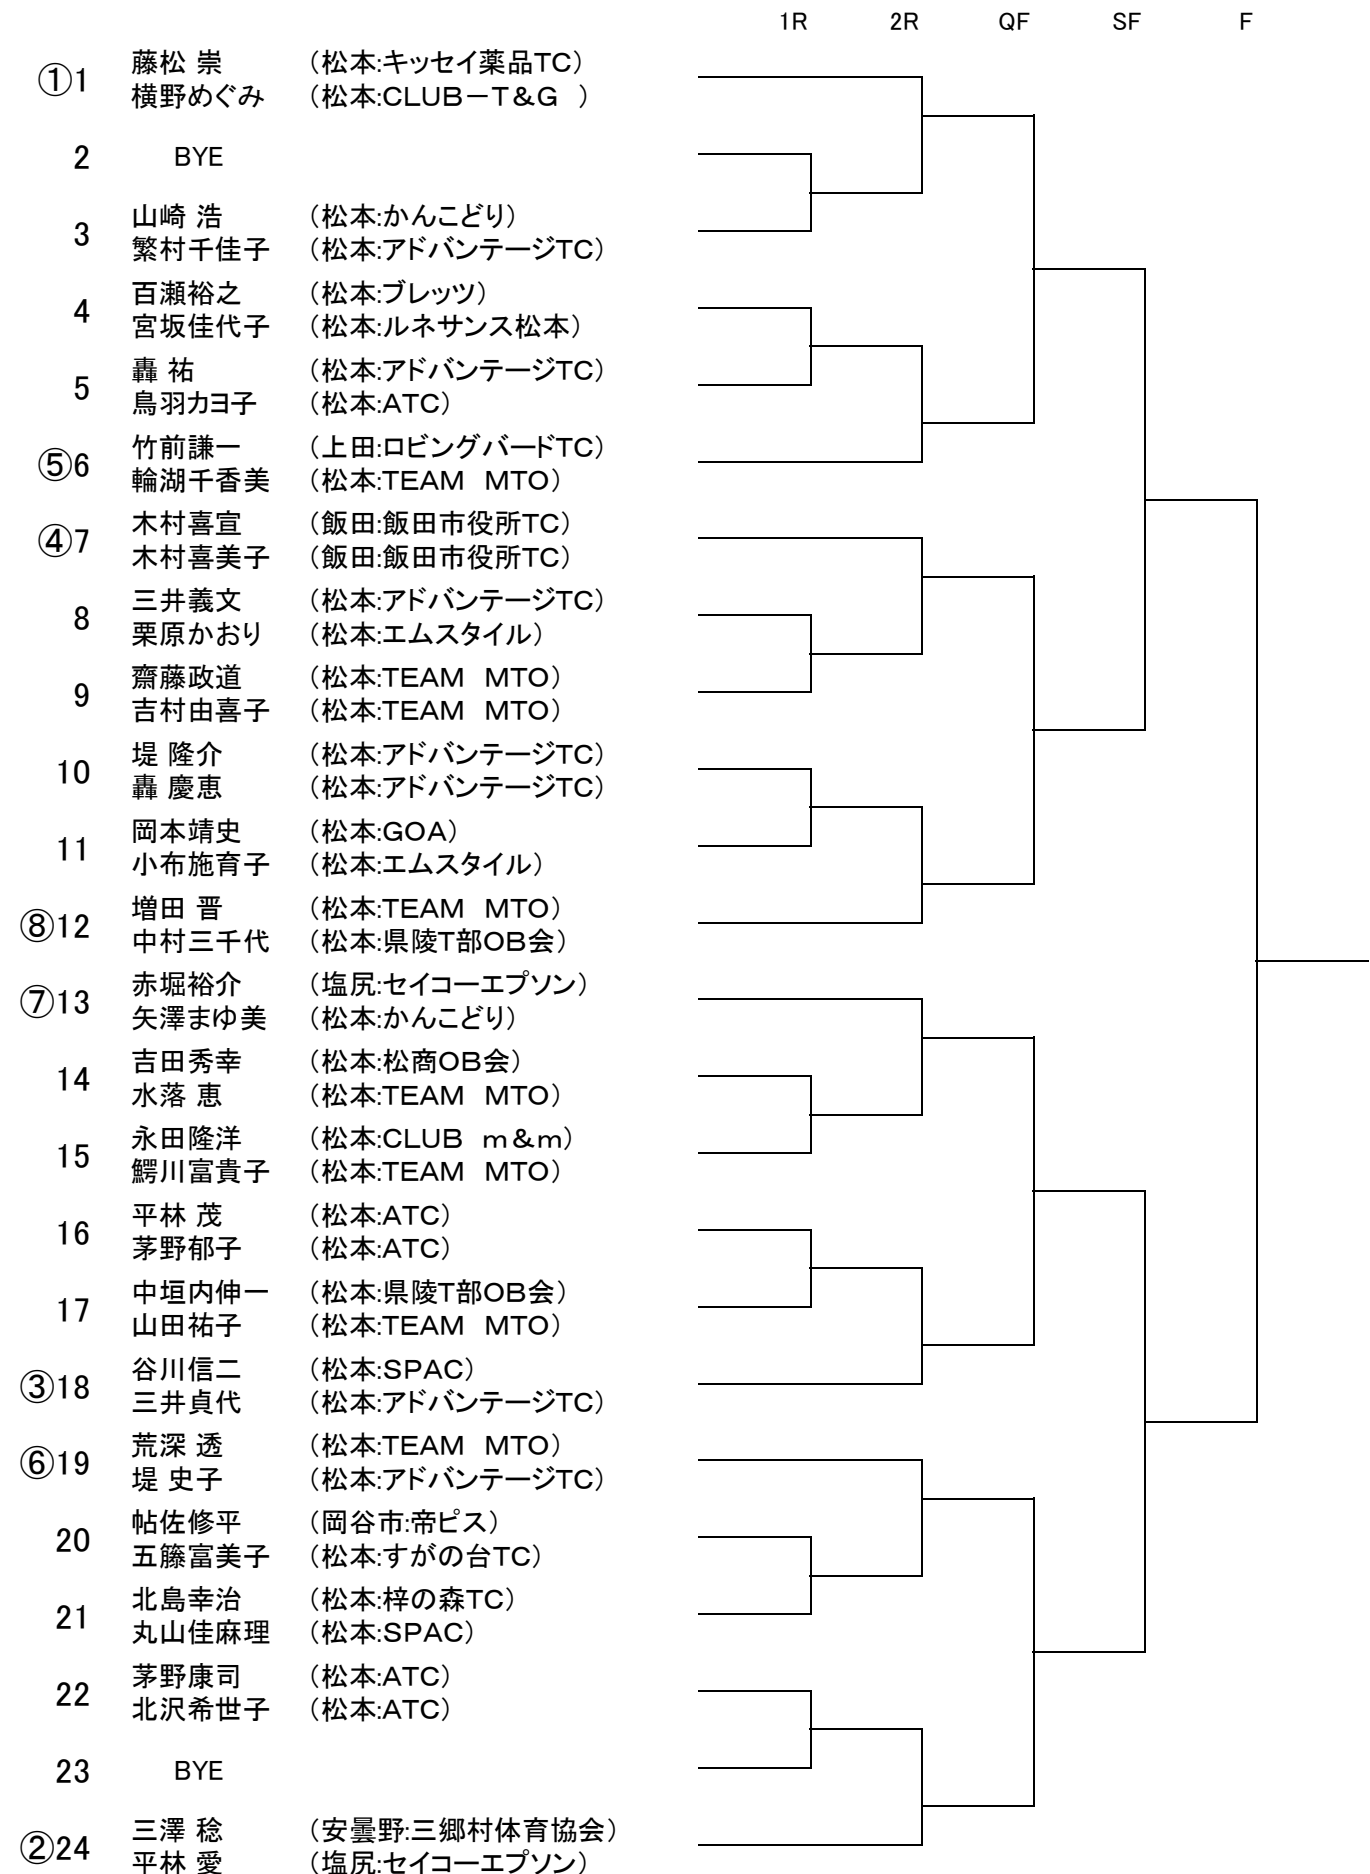 1R 2R QF SF F
①1 藤松 崇 （松本:キッセイ薬品TC）
横野めぐみ （松本:CLUB－T&G ）
2 BYE
3 山崎 浩 （松本:かんこどり）
繁村千佳子 （松本:アドバンテージTC）
4 百瀬裕之 （松本:ブレッツ）
宮坂佳代子 （松本:ルネサンス松本）
5 轟 祐 （松本:アドバンテージTC）
鳥羽カヨ子 （松本:ATC）
⑤6 竹前謙一 （上田:ロビングバードTC）
輪湖千香美 （松本:TEAM　MTO）
④7 木村喜宣 （飯田:飯田市役所TC）
木村喜美子 （飯田:飯田市役所TC）
8 三井義文 （松本:アドバンテージTC）
栗原かおり （松本:エムスタイル）
9 齋藤政道 （松本:TEAM　MTO）
吉村由喜子 （松本:TEAM　MTO）
10 堤 隆介 （松本:アドバンテージTC）
轟 慶恵 （松本:アドバンテージTC）
11 岡本靖史 （松本:GOA）
小布施育子 （松本:エムスタイル）
⑧12 増田 晋 （松本:TEAM　MTO）
中村三千代 （松本:県陵T部OB会）
⑦13 赤堀裕介 （塩尻:セイコーエプソン）
矢澤まゆ美 （松本:かんこどり）
14 吉田秀幸 （松本:松商OB会）
水落 恵 （松本:TEAM　MTO）
15 永田隆洋 （松本:CLUB　ｍ＆ｍ）
鰐川富貴子 （松本:TEAM　MTO）
16 平林 茂 （松本:ATC）
茅野郁子 （松本:ATC）
17 中垣内伸一 （松本:県陵T部OB会）
山田祐子 （松本:TEAM　MTO）
③18 谷川信二 （松本:SPAC）
三井貞代 （松本:アドバンテージTC）
⑥19 荒深 透 （松本:TEAM　MTO）
堤 史子 （松本:アドバンテージTC）
20 帖佐修平 （岡谷市:帝ピス）
五籐富美子 （松本:すがの台TC）
21 北島幸治 （松本:梓の森TC）
丸山佳麻理 （松本:SPAC）
22 茅野康司 （松本:ATC）
北沢希世子 （松本:ATC）
23 BYE
②24 三澤 稔 （安曇野:三郷村体育協会）
平林 愛 （塩尻:セイコーエプソン）